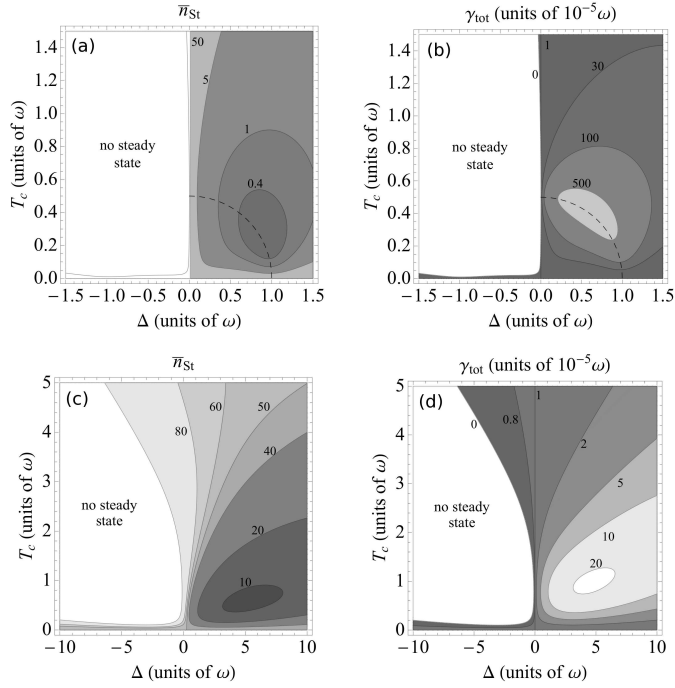 n̅St
(a)
50
5
1
0.4
no steady
state
1.4
1.2
1.0
0.8
0.6
0.4
0.2
0.0
Tc (units of ω)
−1.5 −1.0 −0.5 0.0 0.5 1.0 1.5
Δ (units of ω)
γtot (units of 10⁻⁵ω)
(b)
1
0
30
100
500
no steady
state
1.4
1.2
1.0
0.8
0.6
0.4
0.2
0.0
Tc (units of ω)
−1.5 −1.0 −0.5 0.0 0.5 1.0 1.5
Δ (units of ω)
n̅St
(c)
60
50
80
40
20
10
no steady
state
5
4
3
2
1
0
Tc (units of ω)
−10 −5 0 5 10
Δ (units of ω)
γtot (units of 10⁻⁵ω)
(d)
1
0
0.8
2
5
10
20
no steady
state
5
4
3
2
1
0
Tc (units of ω)
−10 −5 0 5 10
Δ (units of ω)